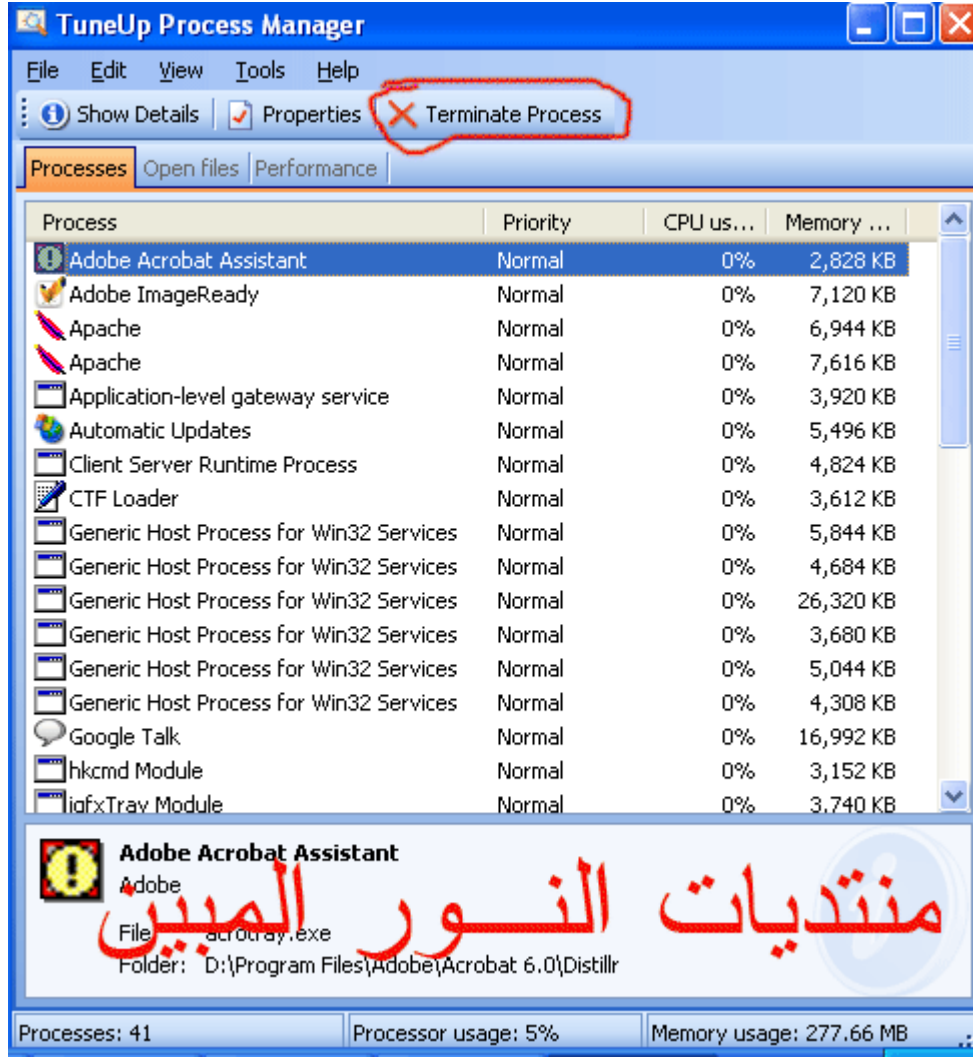 TuneUp Process Manager
File Edit View Tools Help
Show Details Properties Terminate Process
Processes Open files Performance
Process Priority CPU us... Memory ...
Adobe Acrobat Assistant Normal 0% 2,828 KB
Adobe ImageReady Normal 0% 7,120 KB
Apache Normal 0% 6,944 KB
Apache Normal 0% 7,616 KB
Application-level gateway service Normal 0% 3,920 KB
Automatic Updates Normal 0% 5,496 KB
Client Server Runtime Process Normal 0% 4,824 KB
CTF Loader Normal 0% 3,612 KB
Generic Host Process for Win32 Services Normal 0% 5,844 KB
Generic Host Process for Win32 Services Normal 0% 4,684 KB
Generic Host Process for Win32 Services Normal 0% 26,320 KB
Generic Host Process for Win32 Services Normal 0% 3,680 KB
Generic Host Process for Win32 Services Normal 0% 5,044 KB
Generic Host Process for Win32 Services Normal 0% 4,308 KB
Google Talk Normal 0% 16,992 KB
hkcmd Module Normal 0% 3,152 KB
igfxTray Module Normal 0% 3,740 KB
Adobe Acrobat Assistant
Adobe
منتديات النـــور المبين
File: acrotray.exe
Folder: D:\Program Files\Adobe\Acrobat 6.0\Distillr
Processes: 41 Processor usage: 5% Memory usage: 277.66 MB